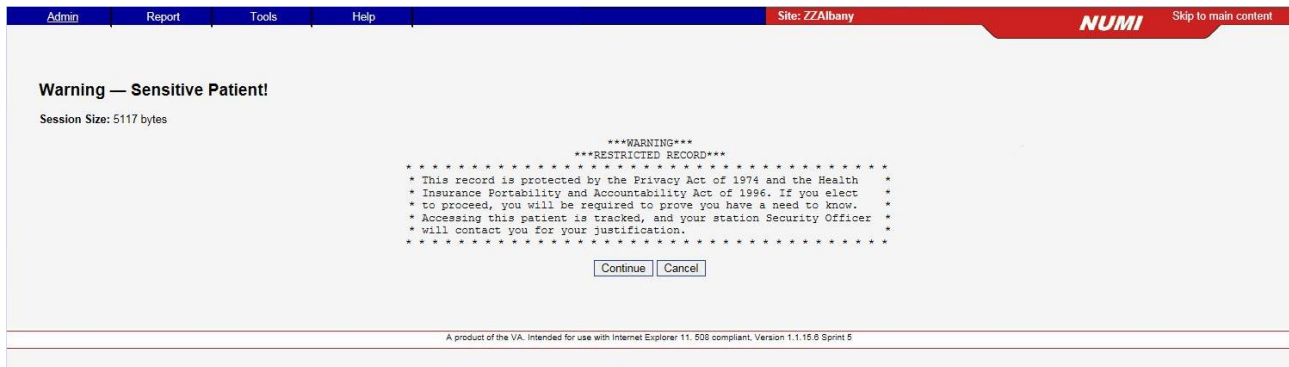 Admin Report Tools Help Site: ZZAlbany NUMI Skip to main content
Warning — Sensitive Patient!
Session Size: 5117 bytes
***WARNING***
***RESTRICTED RECORD***
* * * * * * * * * * * * * * * * * * * * * * * * * * * * * * * * * * * * *
* This record is protected by the Privacy Act of 1974 and the Health *
* Insurance Portability and Accountability Act of 1996. If you elect *
* to proceed, you will be required to prove you have a need to know. *
* Accessing this patient is tracked, and your station Security Officer *
* will contact you for your justification. *
* * * * * * * * * * * * * * * * * * * * * * * * * * * * * * * * * * * * *
Continue Cancel
A product of the VA. Intended for use with Internet Explorer 11. 508 compliant, Version 1.1.15.6 Sprint 5